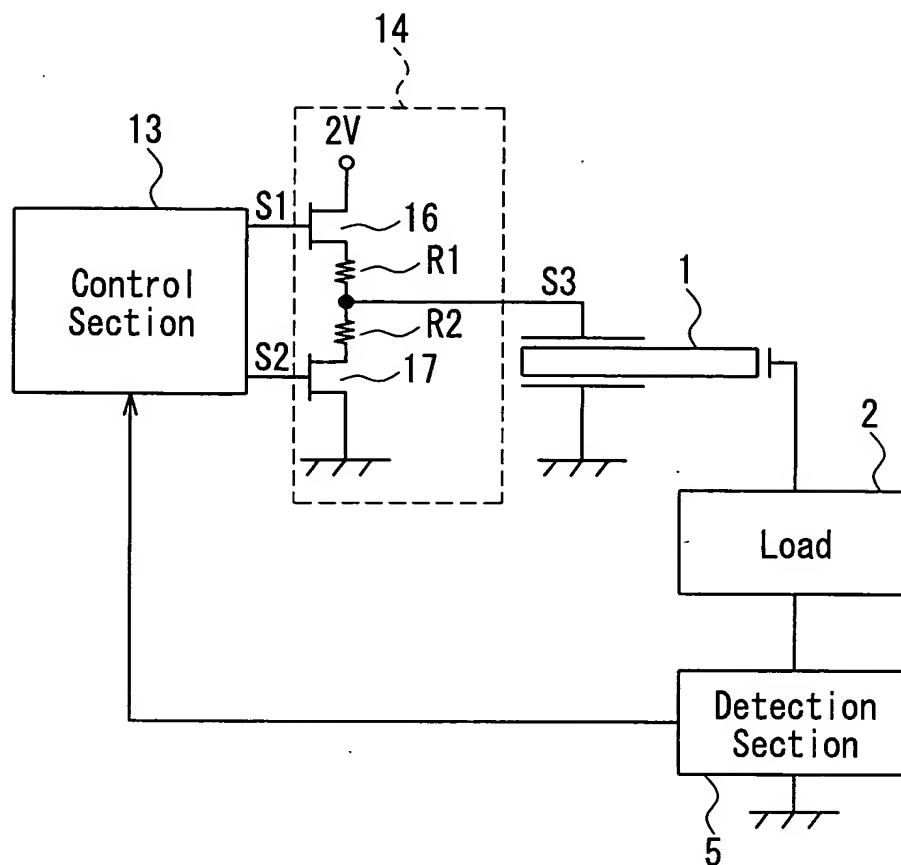 14
2V
13
S1
16
R1
S3
1
Control
Section
R2
S2
17
2
Load
Detection
Section
5